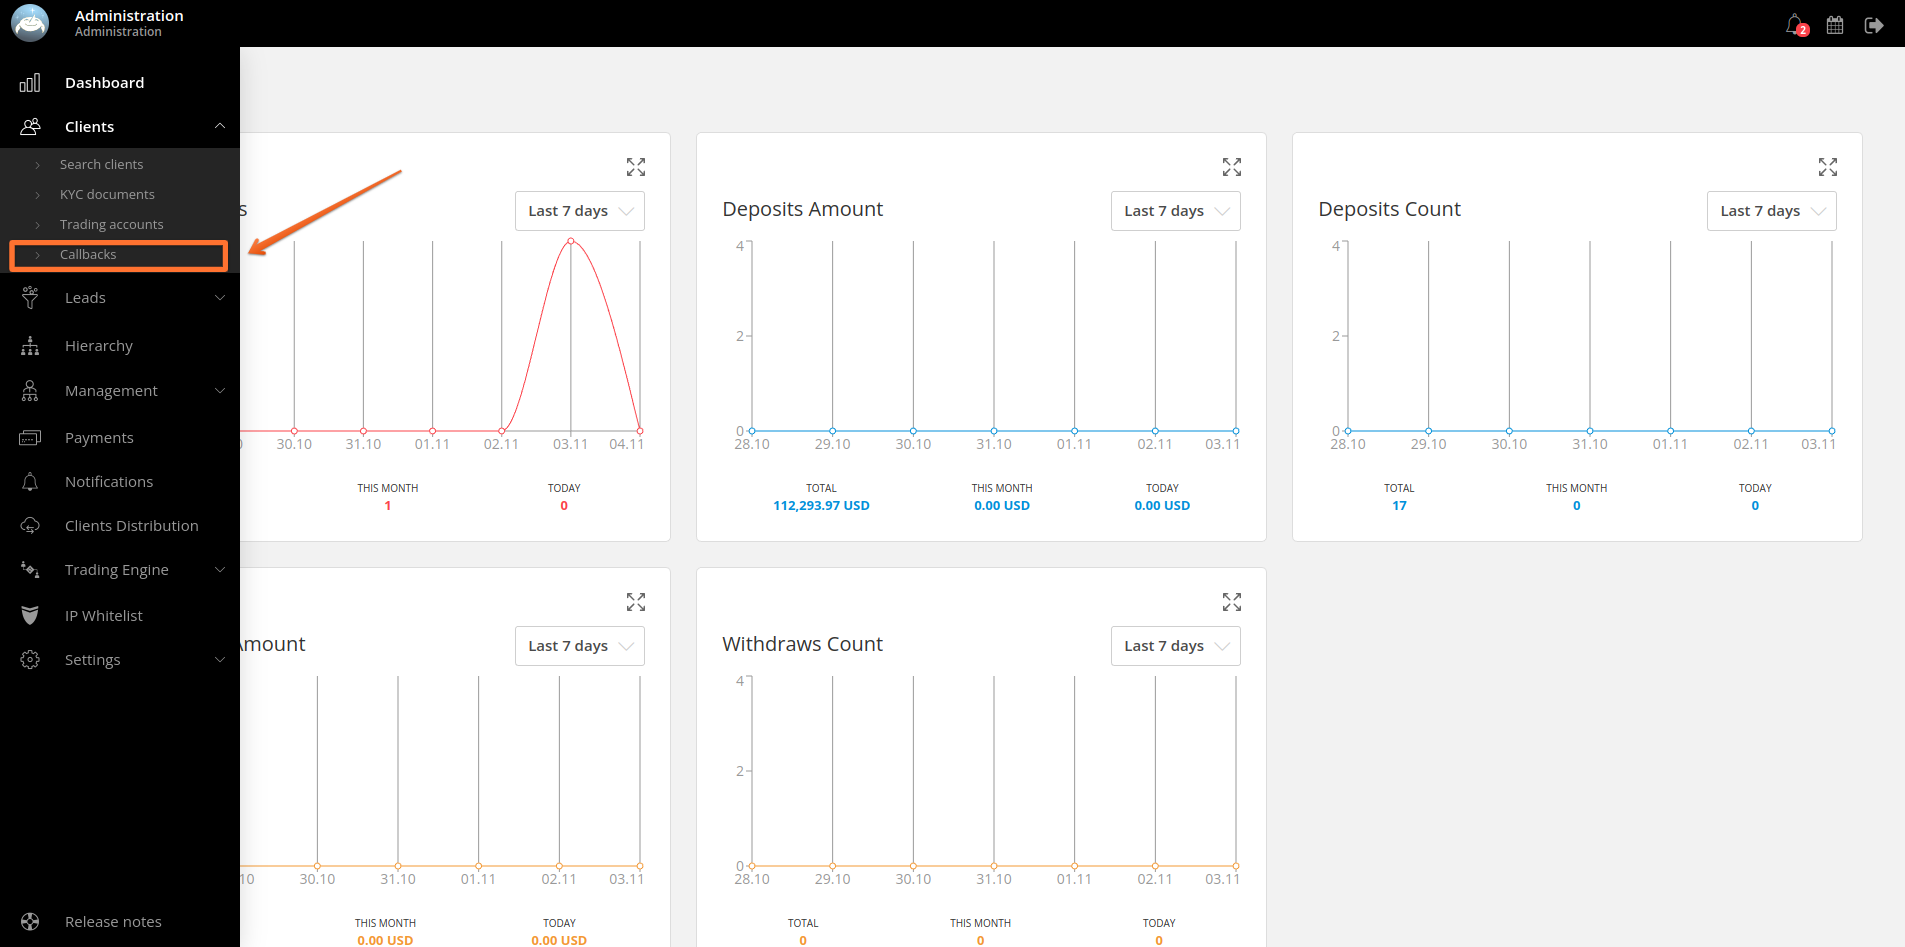 Administration
Administration
2
Dashboard
Clients
Search clients
KYC documents
Trading accounts
Callbacks
Leads
Hierarchy
Management
Payments
Notifications
Clients Distribution
Trading Engine
IP Whitelist
Settings
Release notes
s
Last 7 days
30.10 31.10 01.11 02.11 03.11 04.11
THIS MONTH TODAY
1 0
Deposits Amount
Last 7 days
4
2
0
28.10 29.10 30.10 31.10 01.11 02.11 03.11
TOTAL THIS MONTH TODAY
112,293.97 USD 0.00 USD 0.00 USD
Deposits Count
Last 7 days
4
2
0
28.10 29.10 30.10 31.10 01.11 02.11 03.11
TOTAL THIS MONTH TODAY
17 0 0
Amount
Last 7 days
10 30.10 31.10 01.11 02.11 03.11
THIS MONTH TODAY
0.00 USD 0.00 USD
Withdraws Count
Last 7 days
4
2
0
28.10 29.10 30.10 31.10 01.11 02.11 03.11
TOTAL THIS MONTH TODAY
0 0 0